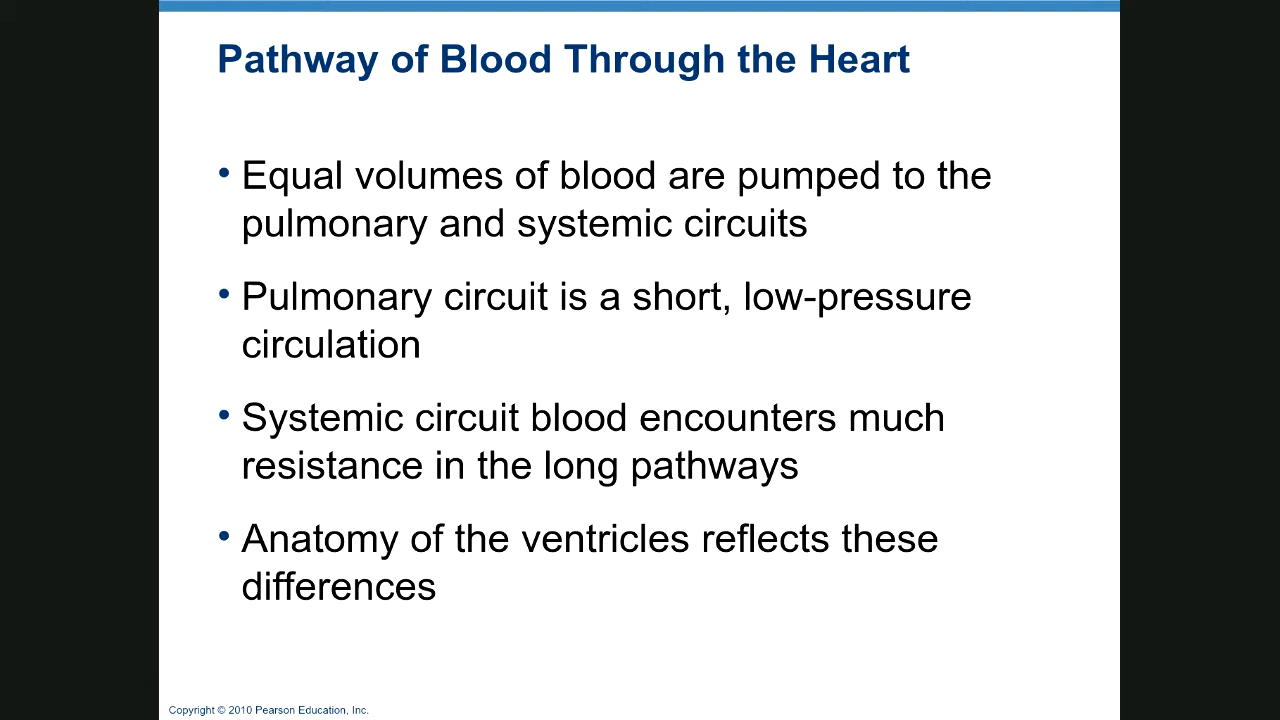 Pathway of Blood Through the Heart
• Equal volumes of blood are pumped to the
pulmonary and systemic circuits
• Pulmonary circuit is a short, low-pressure
circulation
• Systemic circuit blood encounters much
resistance in the long pathways
• Anatomy of the ventricles reflects these
differences
Copyright © 2010 Pearson Education, Inc.